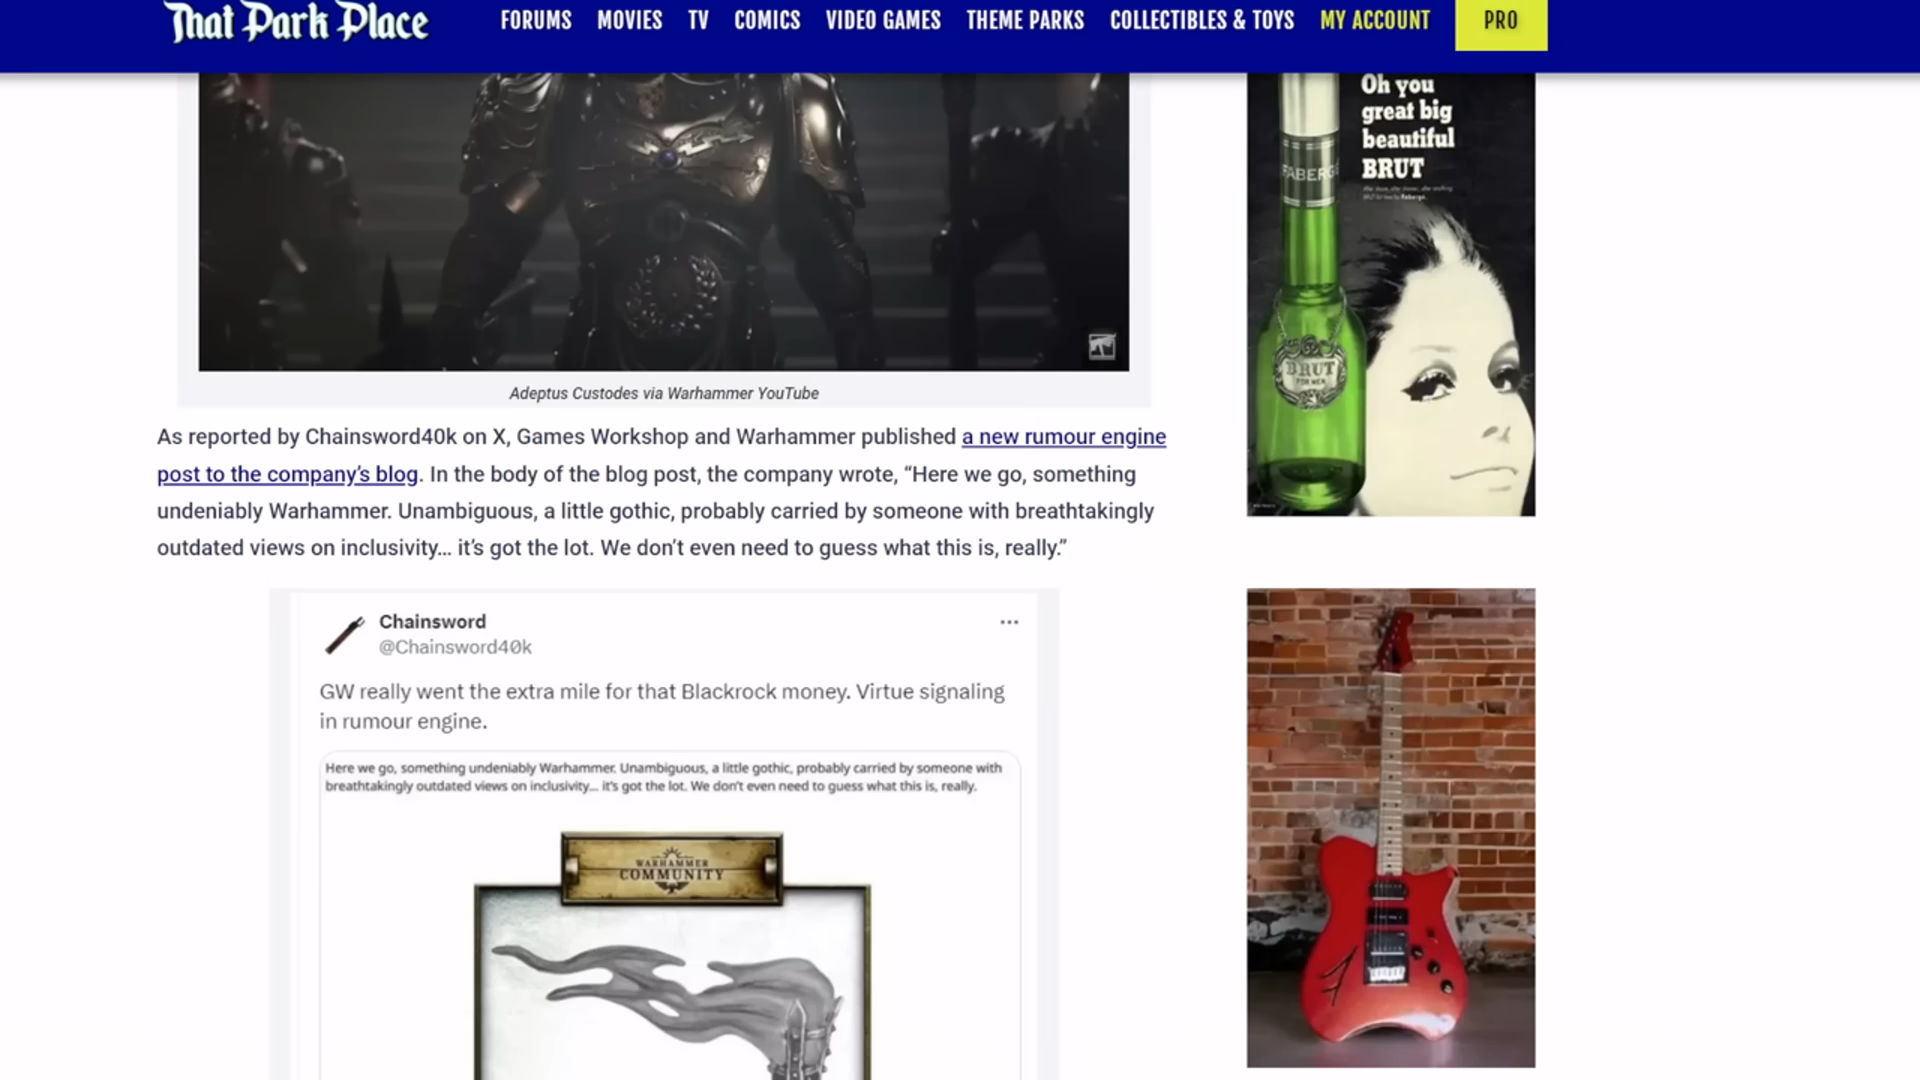 That Park Place
FORUMS MOVIES TV COMICS VIDEO GAMES THEME PARKS COLLECTIBLES & TOYS MY ACCOUNT PRO
Adeptus Custodes via Warhammer YouTube
As reported by Chainsword40k on X, Games Workshop and Warhammer published a new rumour engine
post to the company’s blog. In the body of the blog post, the company wrote, “Here we go, something
undeniably Warhammer. Unambiguous, a little gothic, probably carried by someone with breathtakingly
outdated views on inclusivity… it’s got the lot. We don’t even need to guess what this is, really.”
Chainsword
@Chainsword40k
GW really went the extra mile for that Blackrock money. Virtue signaling
in rumour engine.
Here we go, something undeniably Warhammer. Unambiguous, a little gothic, probably carried by someone with
breathtakingly outdated views on inclusivity... it's got the lot. We don't even need to guess what this is, really.
WARHAMMER
COMMUNITY
Oh you
great big
beautiful
BRUT
FABERG
BRUT
FOR MEN